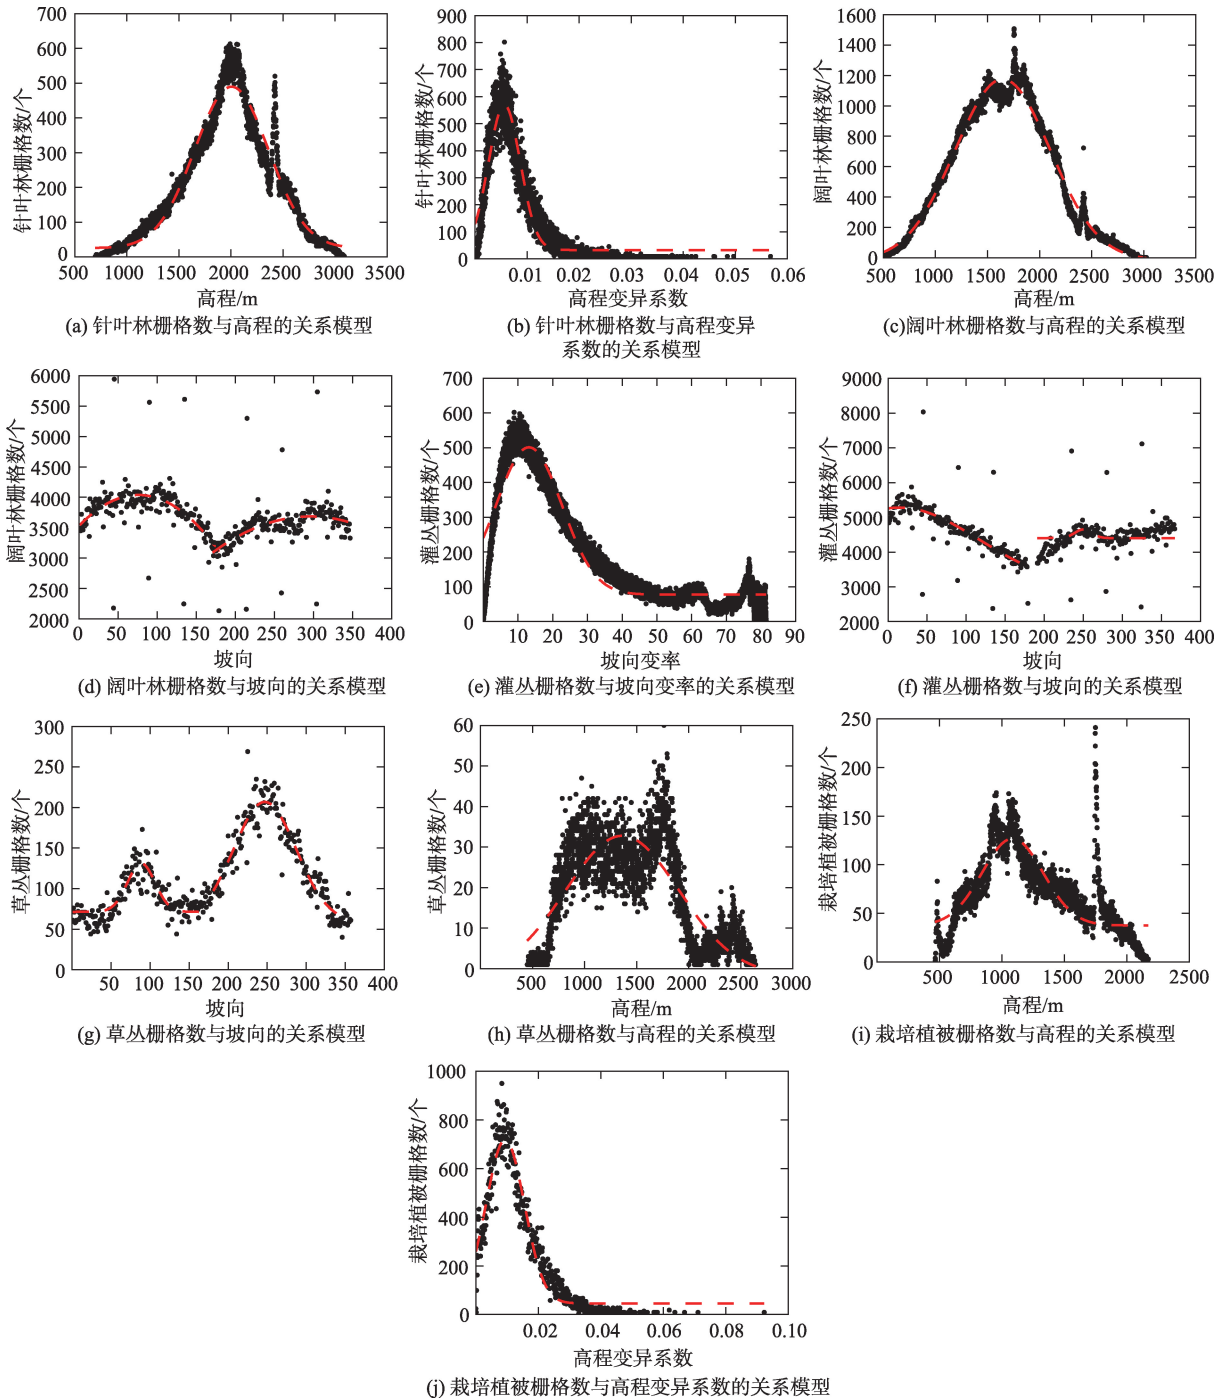 700
600
500
400
300
200
100
0
针叶林栅格数/个
500 1000 1500 2000 2500 3000 3500
高程/m
(a) 针叶林栅格数与高程的关系模型
900
800
700
600
500
400
300
200
100
0
针叶林栅格数/个
0.01 0.02 0.03 0.04 0.05 0.06
高程变异系数
(b) 针叶林栅格数与高程变异
系数的关系模型
1600
1400
1200
1000
800
600
400
200
0
阔叶林栅格数/个
500 1000 1500 2000 2500 3000 3500
高程/m
(c)阔叶林栅格数与高程的关系模型
6000
5500
5000
4500
4000
3500
3000
2500
2000
阔叶林栅格数/个
0 50 100 150 200 250 300 350 400
坡向
(d) 阔叶林栅格数与坡向的关系模型
700
600
500
400
300
200
100
0
灌丛栅格数/个
10 20 30 40 50 60 70 80 90
坡向变率
(e) 灌丛栅格数与坡向变率的关系模型
9000
8000
7000
6000
5000
4000
3000
2000
灌丛栅格数/个
0 50 100 150 200 250 300 350 400
坡向
(f) 灌丛栅格数与坡向的关系模型
300
250
200
150
100
50
0
草丛栅格数/个
0 50 100 150 200 250 300 350 400
坡向
(g) 草丛栅格数与坡向的关系模型
60
50
40
30
20
10
0
草丛栅格数/个
500 1000 1500 2000 2500 3000
高程/m
(h) 草丛栅格数与高程的关系模型
250
200
150
100
50
0
栽培植被栅格数/个
500 1000 1500 2000 2500
高程/m
(i) 栽培植被栅格数与高程的关系模型
1000
800
600
400
200
0
栽培植被栅格数/个
0.02 0.04 0.06 0.08 0.10
高程变异系数
(j) 栽培植被栅格数与高程变异系数的关系模型